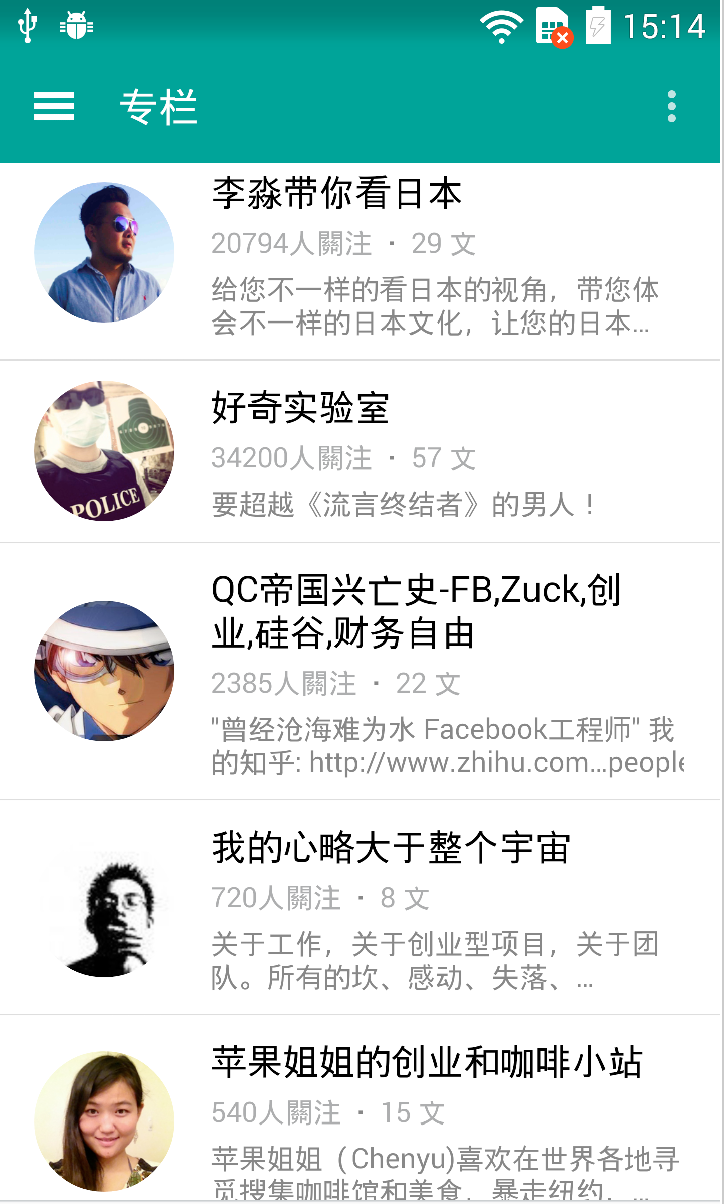 15:14
专栏
李淼带你看日本
20794人關注 · 29 文
给您不一样的看日本的视角，带您体
会不一样的日本文化，让您的日本…
好奇实验室
34200人關注 · 57 文
要超越《流言终结者》的男人！
POLICE
QC帝国兴亡史-FB,Zuck,创
业,硅谷,财务自由
2385人關注 · 22 文
"曾经沧海难为水 Facebook工程师" 我
的知乎: http://www.zhihu.com…people
我的心略大于整个宇宙
720人關注 · 8 文
关于工作，关于创业型项目，关于团
队。所有的坎、感动、失落、…
苹果姐姐的创业和咖啡小站
540人關注 · 15 文
苹果姐姐（Chenyu)喜欢在世界各地寻
觅搜集咖啡馆和美食，暴走纽约，…